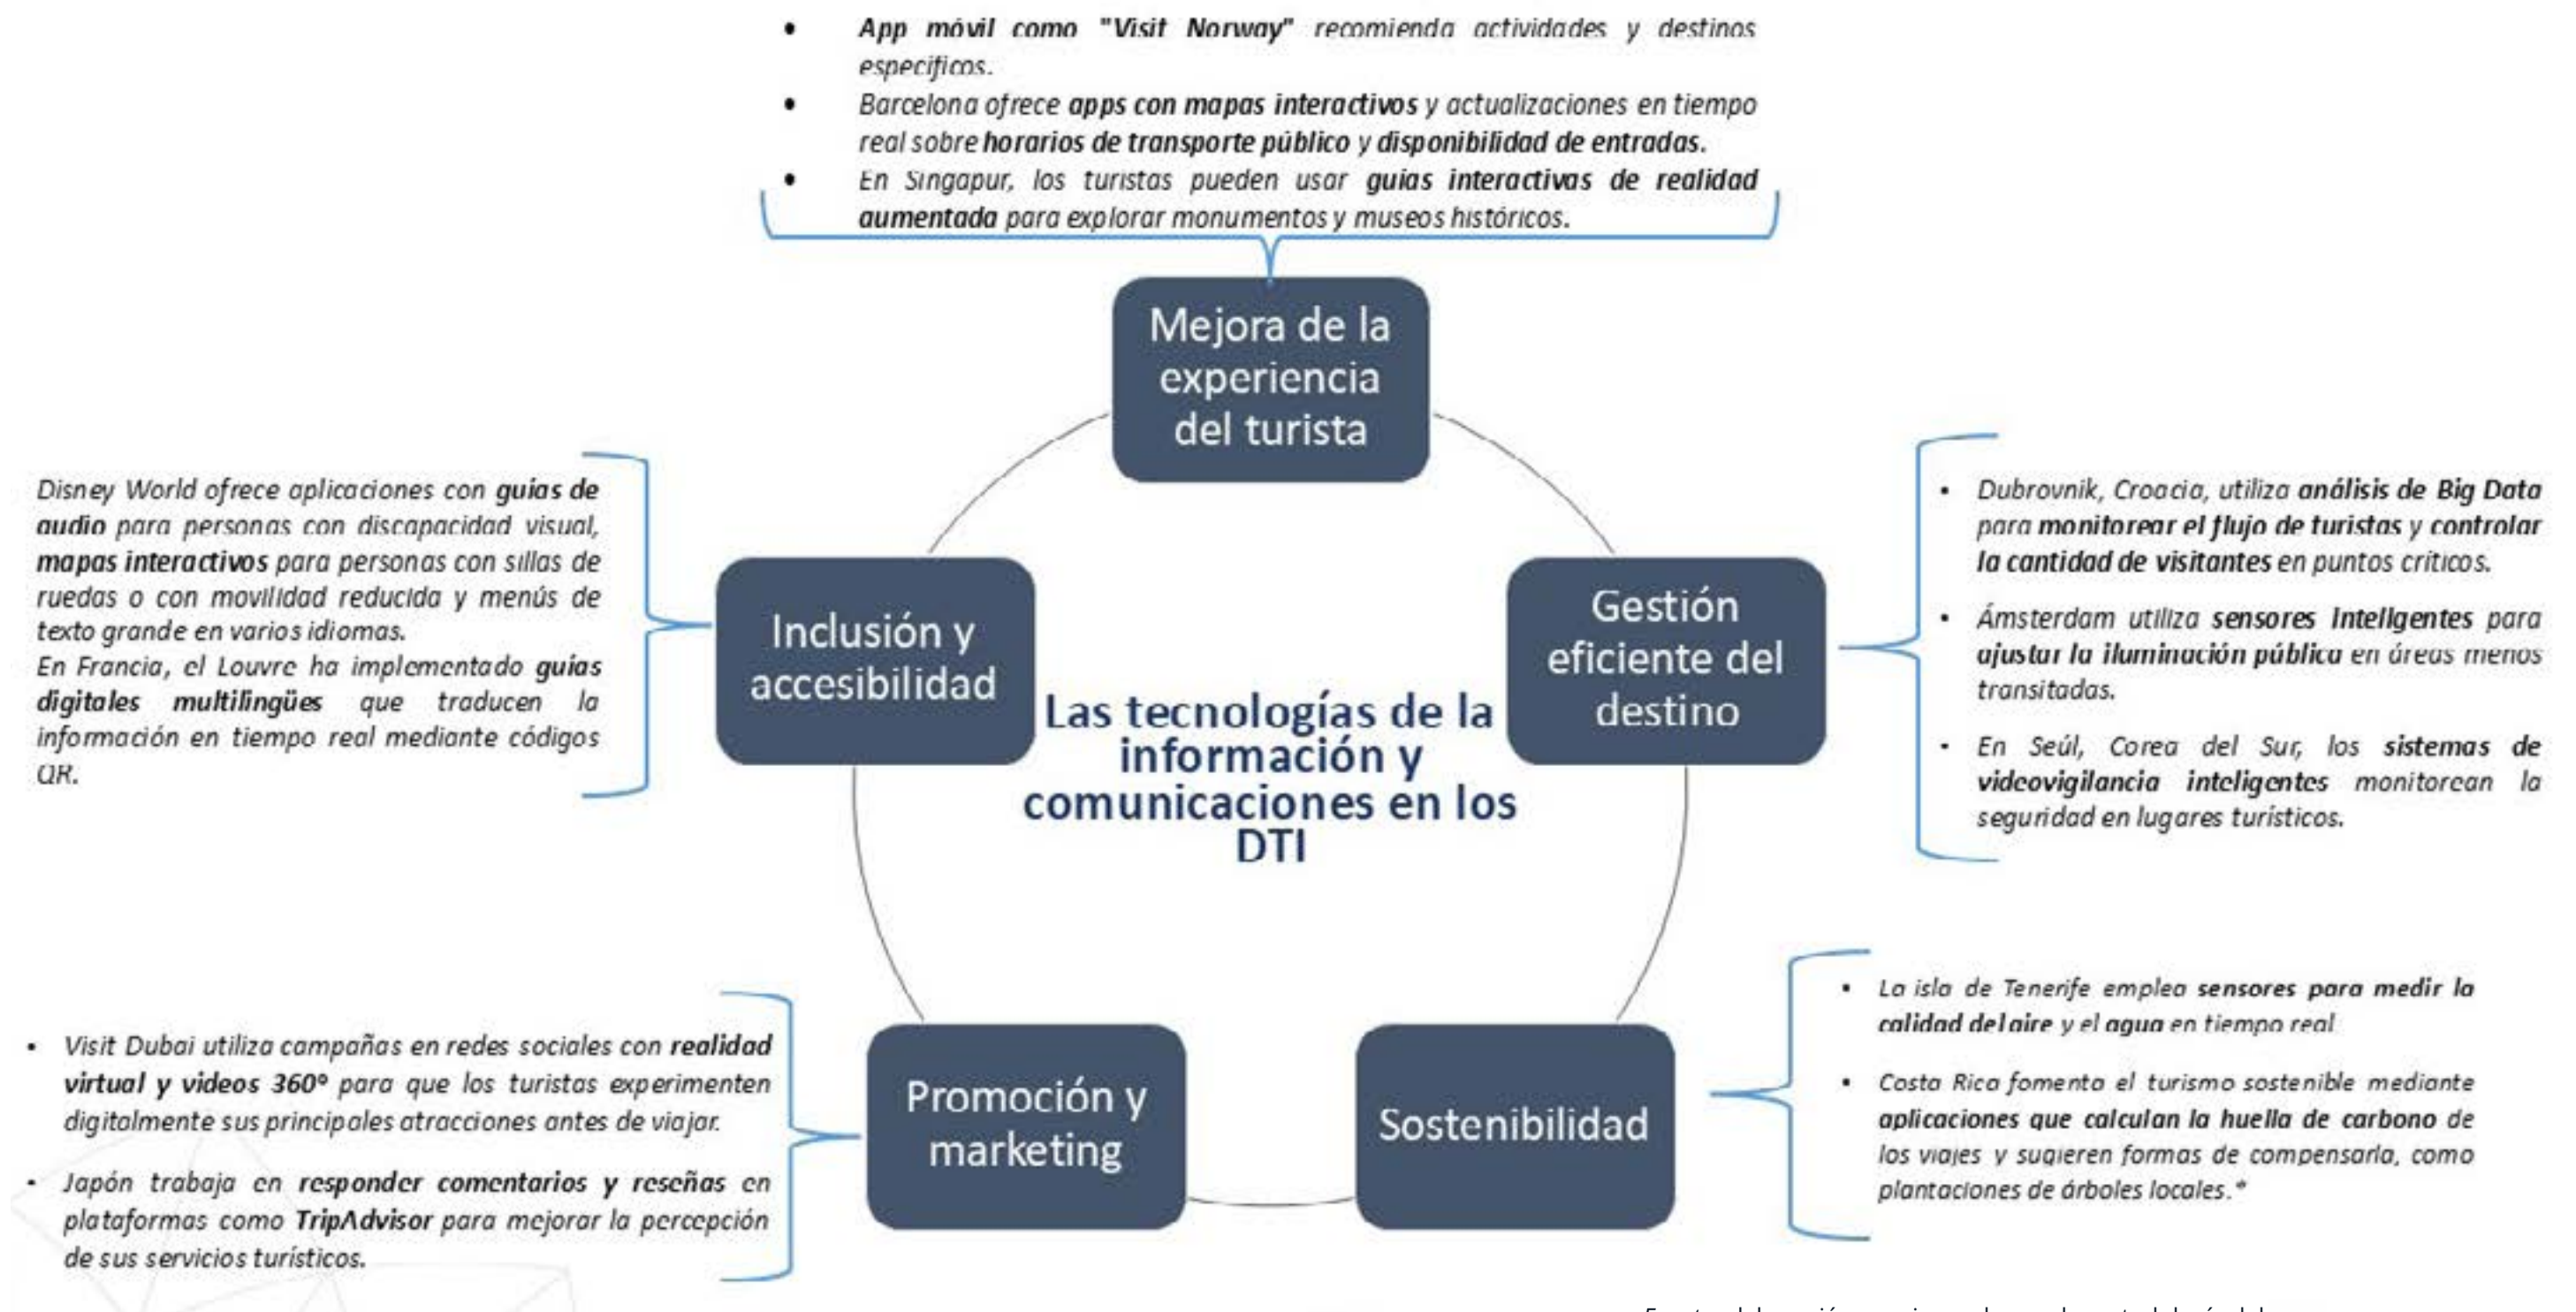 • App móvil como "Visit Norway" recomienda actividades y destinos
específicos.
• Barcelona ofrece apps con mapas interactivos y actualizaciones en tiempo
real sobre horarios de transporte público y disponibilidad de entradas.
• En Singapur, los turistas pueden usar guías interactivas de realidad
aumentada para explorar monumentos y museos históricos.
Mejora de la
experiencia
del turista
Disney World ofrece aplicaciones con guías de
audio para personas con discapacidad visual,
mapas interactivos para personas con sillas de
ruedas o con movilidad reducida y menús de
texto grande en varios idiomas.
En Francia, el Louvre ha implementado guías
digitales multilingües que traducen la
información en tiempo real mediante códigos
QR.
Inclusión y
accesibilidad
Las tecnologías de la
información y
comunicaciones en los
DTI
Gestión
eficiente del
destino
• Dubrovnik, Croacia, utiliza análisis de Big Data
para monitorear el flujo de turistas y controlar
la cantidad de visitantes en puntos críticos.
• Ámsterdam utiliza sensores inteligentes para
ajustar la iluminación pública en áreas menos
transitadas.
• En Seúl, Corea del Sur, los sistemas de
videovigilancia inteligentes monitorean la
seguridad en lugares turísticos.
• Visit Dubai utiliza campañas en redes sociales con realidad
virtual y videos 360° para que los turistas experimenten
digitalmente sus principales atracciones antes de viajar.
• Japón trabaja en responder comentarios y reseñas en
plataformas como TripAdvisor para mejorar la percepción
de sus servicios turísticos.
Promoción y
marketing
Sostenibilidad
• La isla de Tenerife emplea sensores para medir la
calidad del aire y el agua en tiempo real
• Costa Rica fomenta el turismo sostenible mediante
aplicaciones que calculan la huella de carbono de
los viajes y sugieren formas de compensarla, como
plantaciones de árboles locales.*